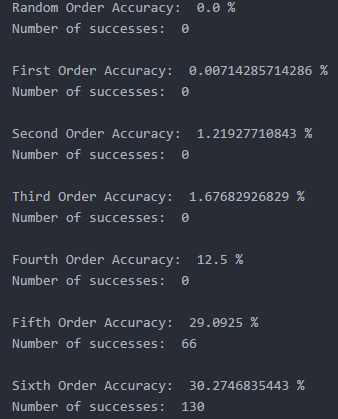 Random Order Accuracy:  0.0 %
Number of successes:  0
First Order Accuracy:  0.00714285714286 %
Number of successes:  0
Second Order Accuracy:  1.21927710843 %
Number of successes:  0
Third Order Accuracy:  1.67682926829 %
Number of successes:  0
Fourth Order Accuracy:  12.5 %
Number of successes:  0
Fifth Order Accuracy:  29.0925 %
Number of successes:  66
Sixth Order Accuracy:  30.2746835443 %
Number of successes:  130